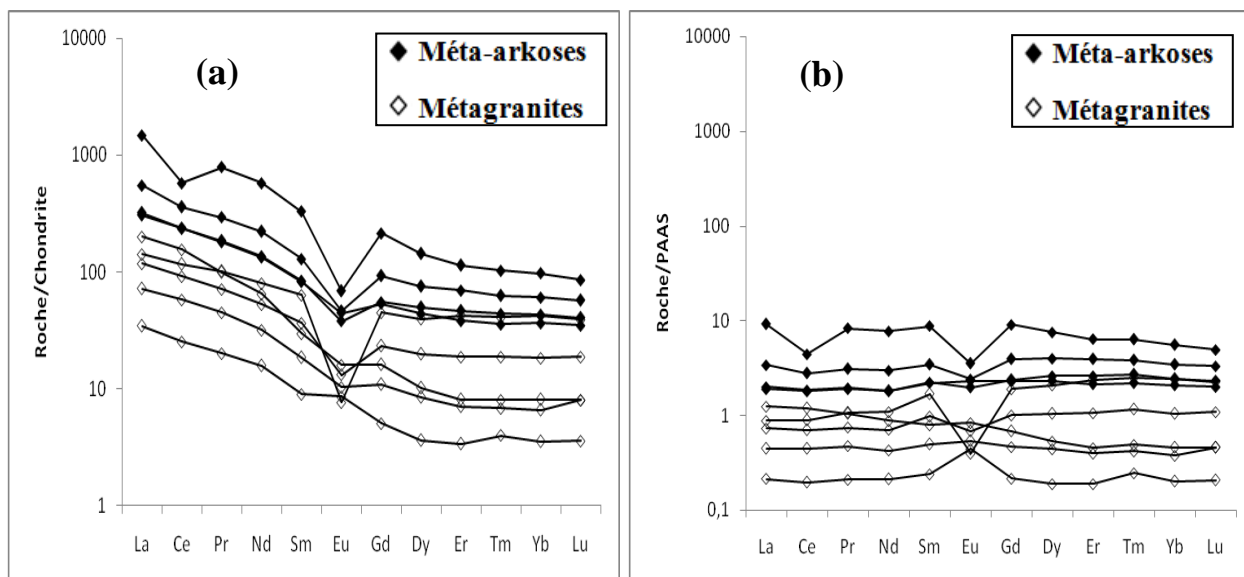 (a)
Méta-arkoses
Métagranites
Roche/Chondrite
10000
1000
100
10
1
La Ce Pr Nd Sm Eu Gd Dy Er Tm Yb Lu
(b)
Méta-arkoses
Métagranites
Roche/PAAS
10000
1000
100
10
1
0,1
La Ce Pr Nd Sm Eu Gd Dy Er Tm Yb Lu